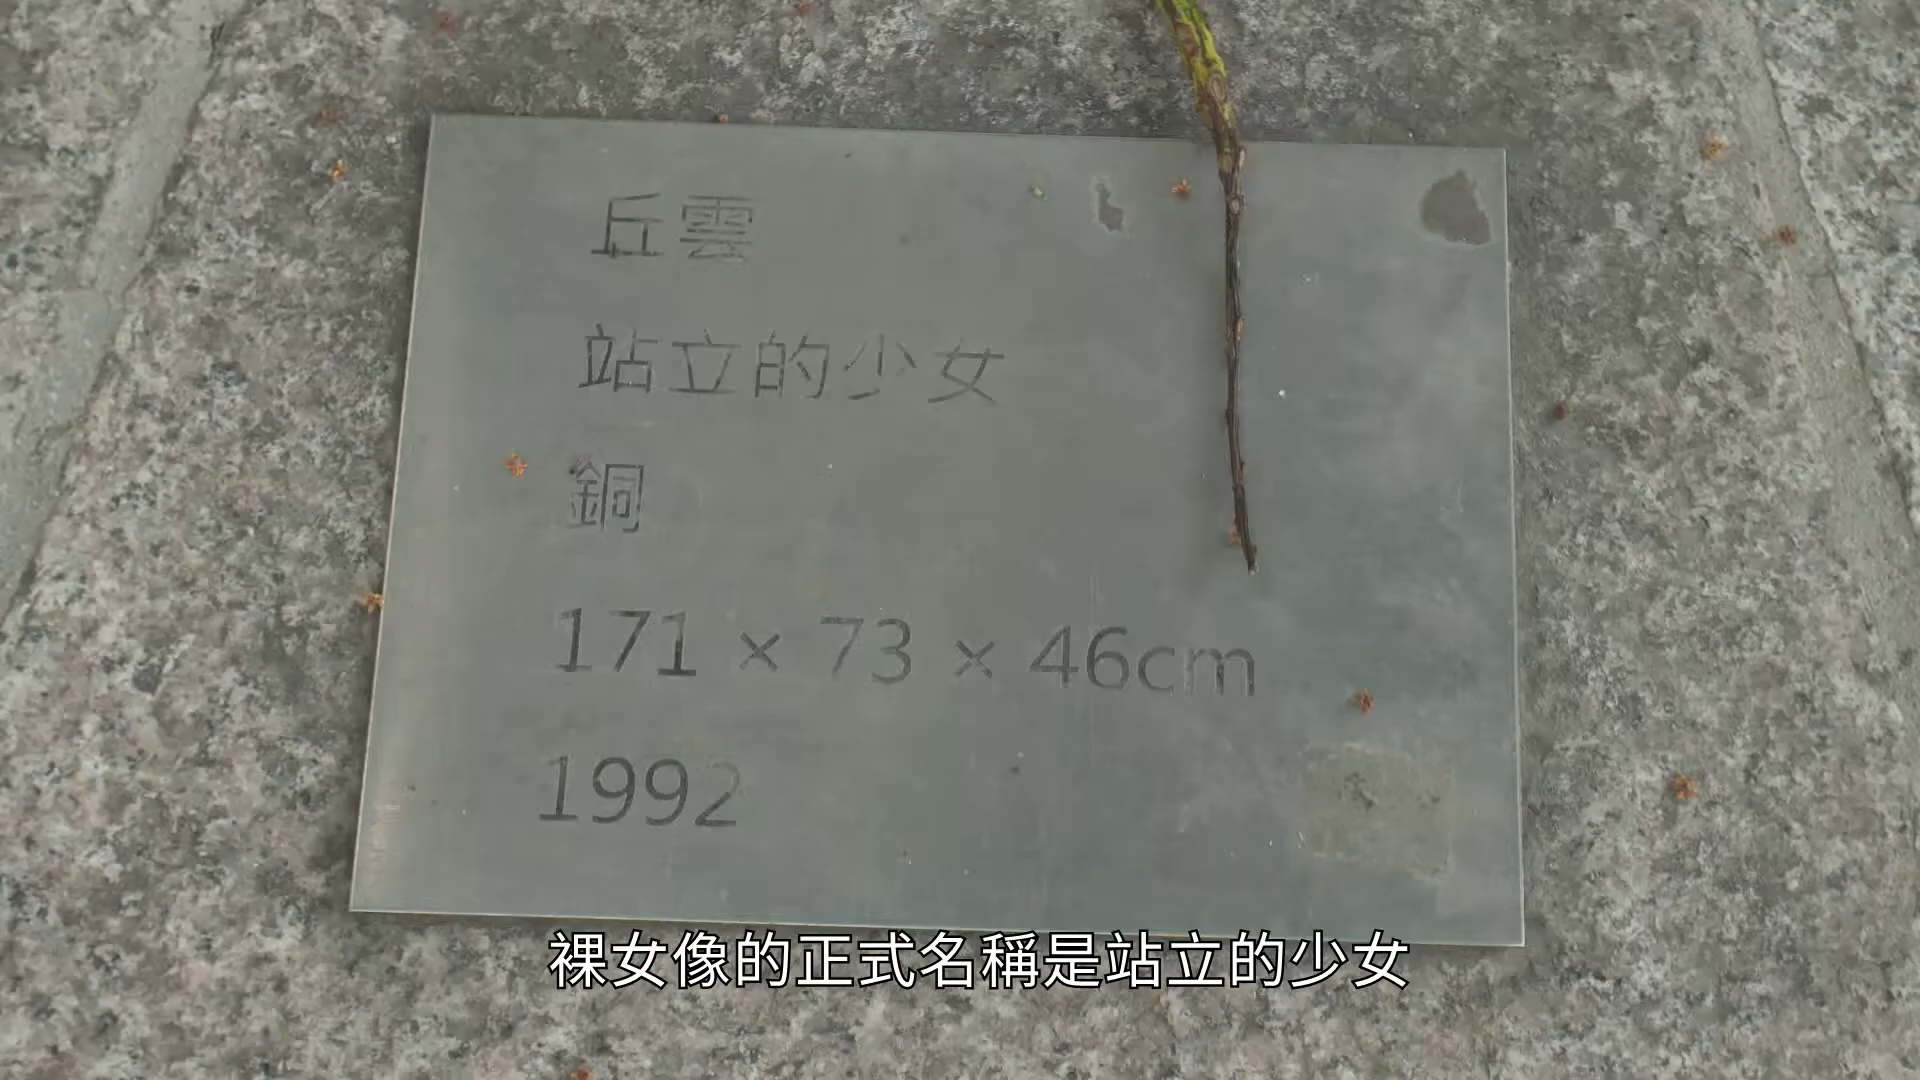 丘雲
站立的少女
銅
171 × 73 × 46cm
1992
裸女像的正式名稱是站立的少女